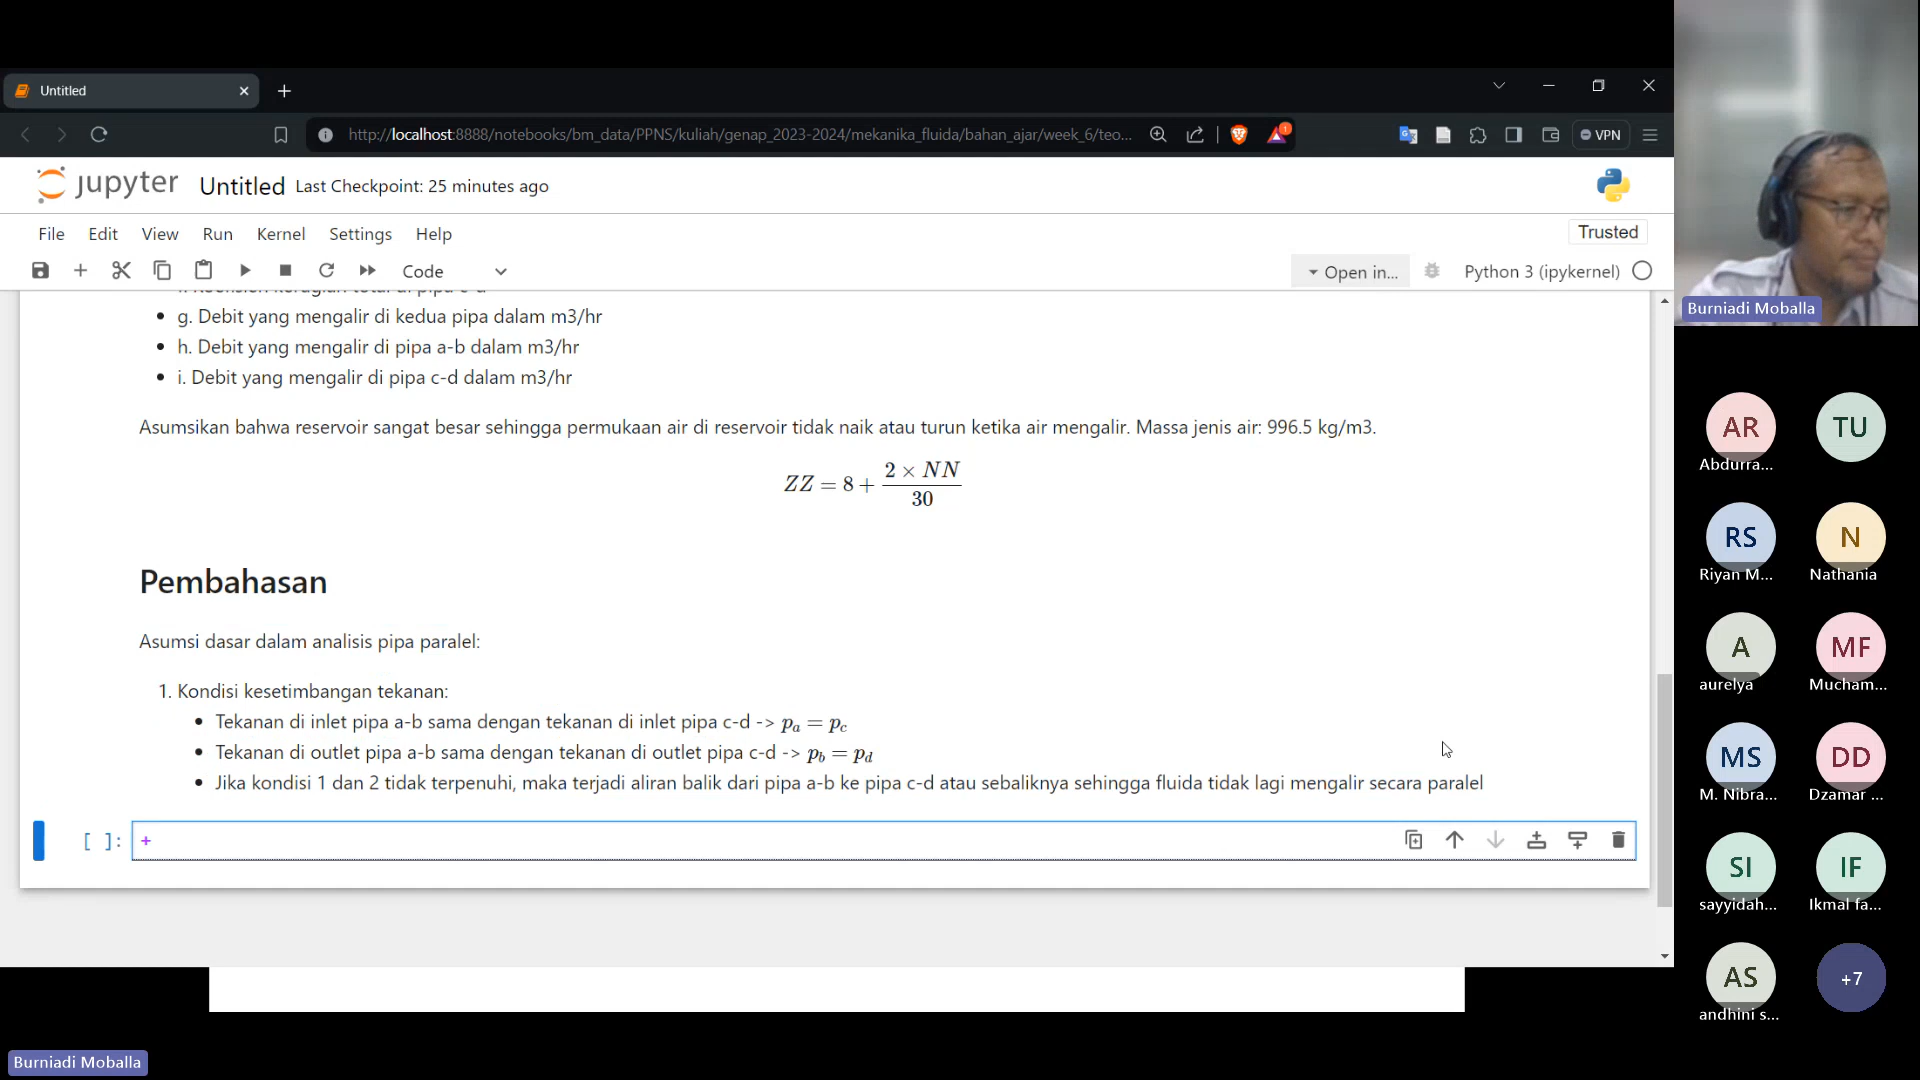 Untitled
http://localhost:8888/notebooks/bm_data/PPNS/kuliah/genap_2023-2024/mekanika_fluida/bahan_ajar/week_6/teo...
VPN
jupyter Untitled Last Checkpoint: 25 minutes ago
File Edit View Run Kernel Settings Help
Trusted
Code
Open in...
Python 3 (ipykernel)
• g. Debit yang mengalir di kedua pipa dalam m3/hr
• h. Debit yang mengalir di pipa a-b dalam m3/hr
• i. Debit yang mengalir di pipa c-d dalam m3/hr
Asumsikan bahwa reservoir sangat besar sehingga permukaan air di reservoir tidak naik atau turun ketika air mengalir. Massa jenis air: 996.5 kg/m3.
ZZ = 8 + 2 × NN / 30
Pembahasan
Asumsi dasar dalam analisis pipa paralel:
1. Kondisi kesetimbangan tekanan:
• Tekanan di inlet pipa a-b sama dengan tekanan di inlet pipa c-d -> pa = pc
• Tekanan di outlet pipa a-b sama dengan tekanan di outlet pipa c-d -> pb = pd
• Jika kondisi 1 dan 2 tidak terpenuhi, maka terjadi aliran balik dari pipa a-b ke pipa c-d atau sebaliknya sehingga fluida tidak lagi mengalir secara paralel
[ ]: +
Burniadi Moballa
AR
Abdurra...
TU
RS
Riyan M...
N
Nathania
A
aurelya
MF
Mucham...
MS
M. Nibra...
DD
Dzamar ...
SI
sayyidah...
IF
Ikmal fa...
AS
andhini s...
+7
Burniadi Moballa